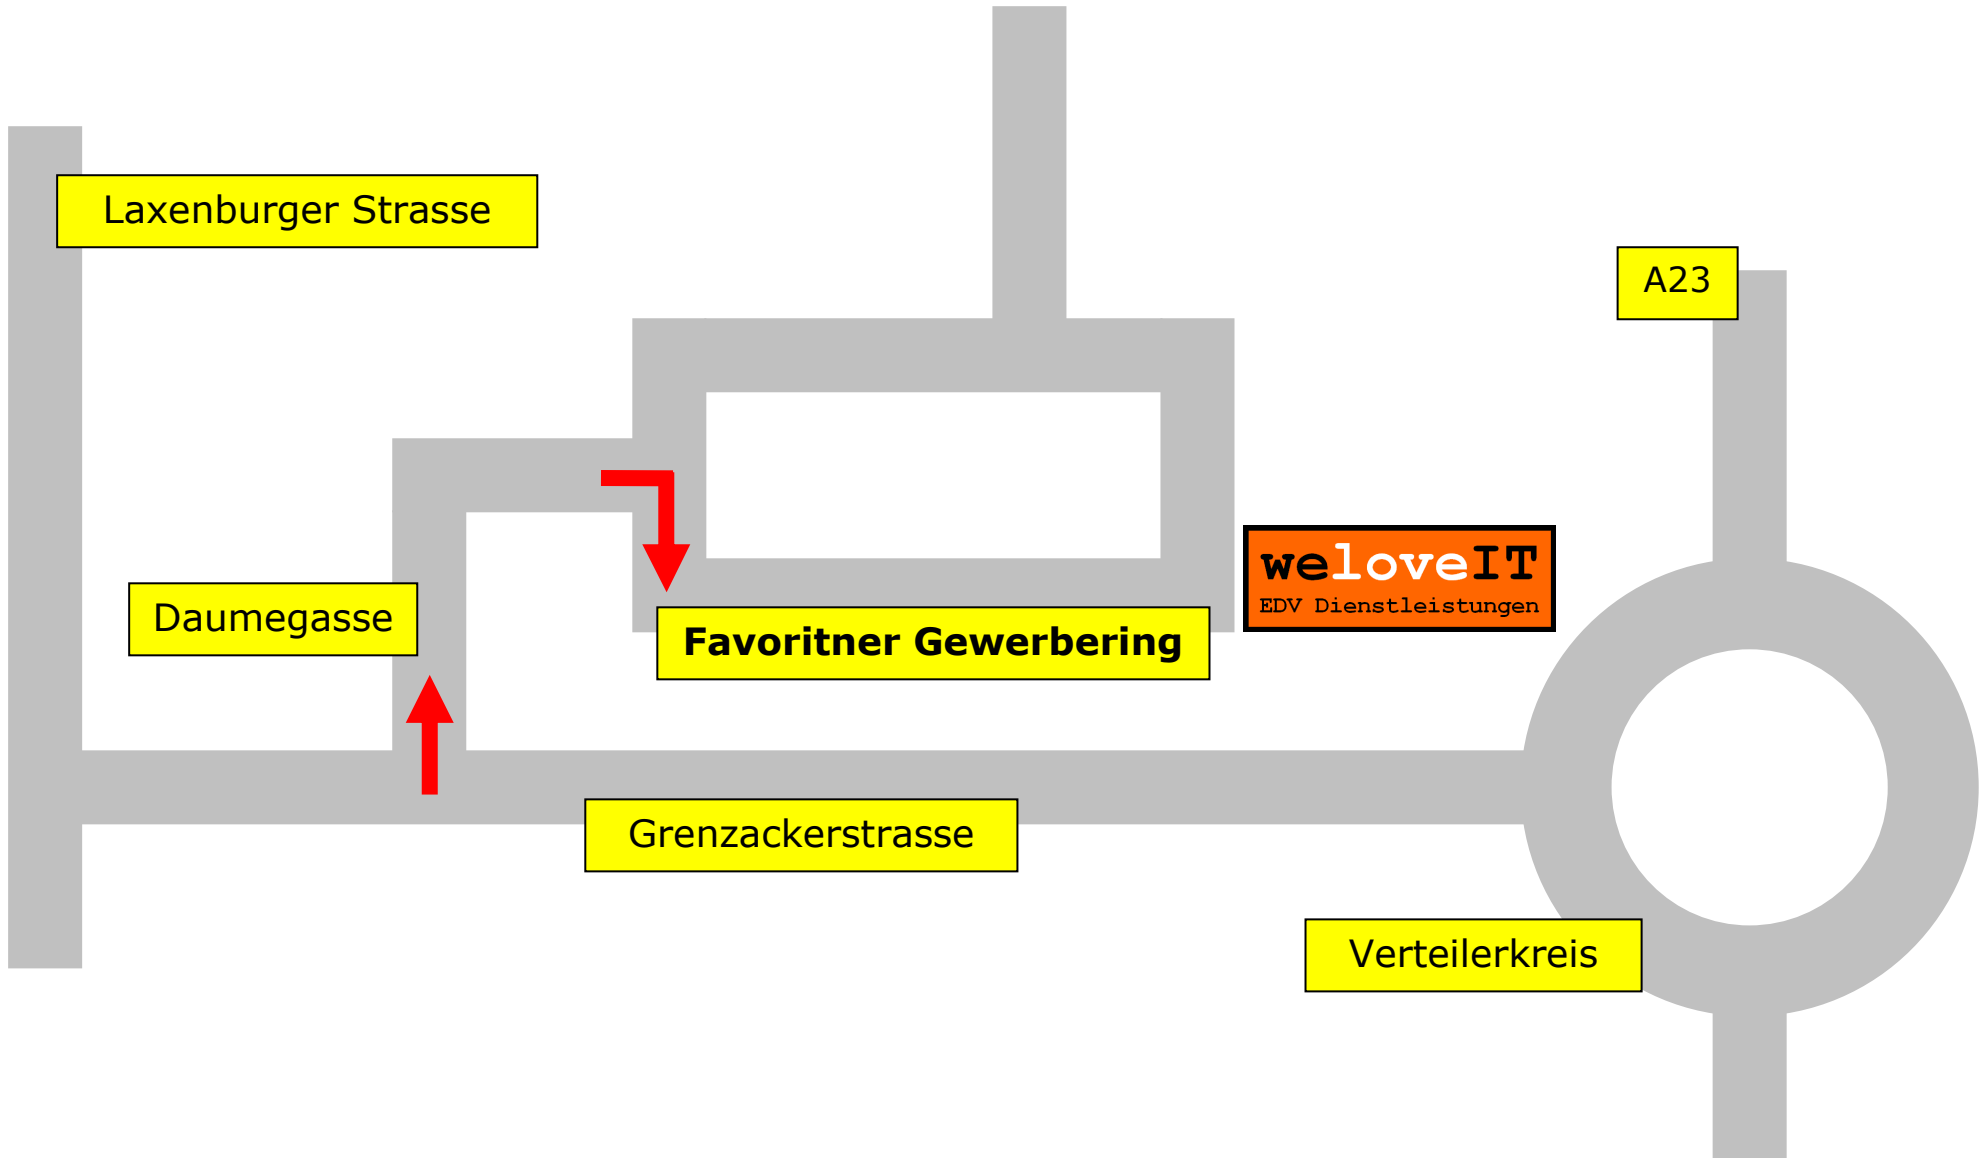 Laxenburger Strasse
A23
weloveIT
EDV Dienstleistungen
Daumegasse
Favoritner Gewerbering
Grenzackerstrasse
Verteilerkreis